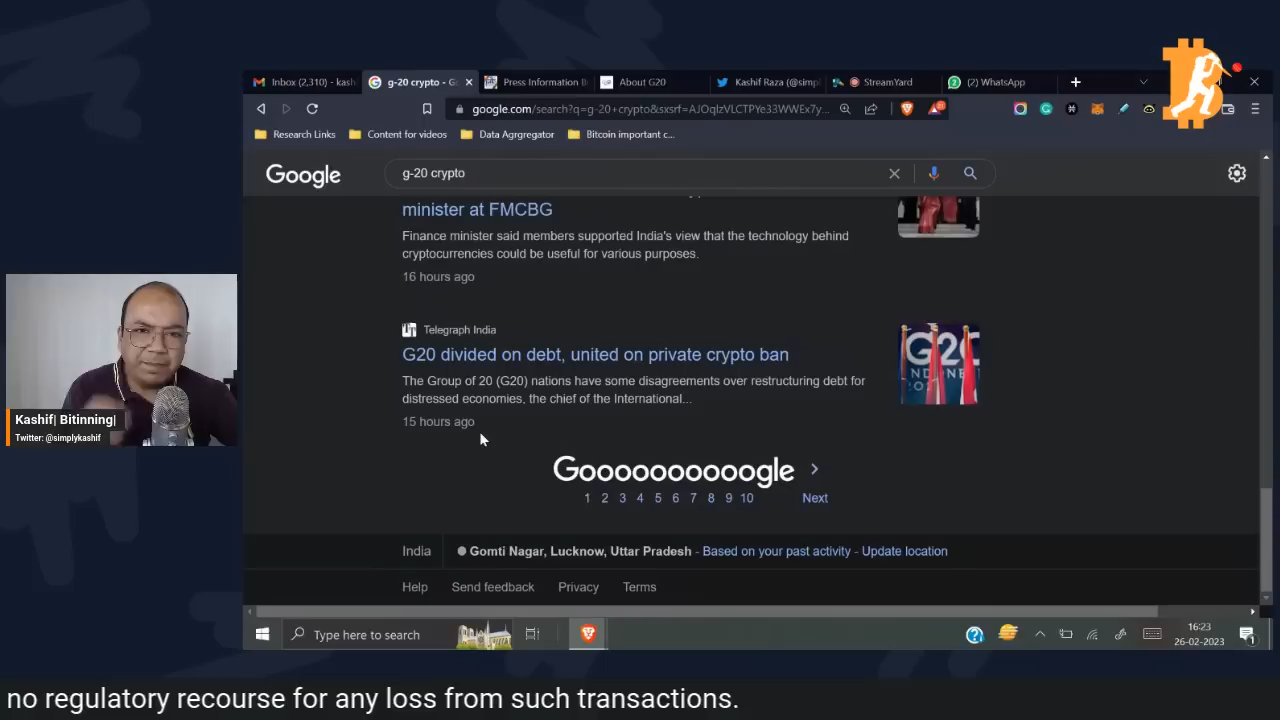 Inbox (2,310) - kash
g-20 crypto - G
Press Information B
About G20
Kashif Raza (@simpl
StreamYard
(2) WhatsApp
google.com/search?q=g-20+crypto&sxsrf=AJOqlzVLCTPYe33WWEx7y...
Research Links
Content for videos
Data Agrgregator
Bitcoin important c...
Google
g-20 crypto
minister at FMCBG
Finance minister said members supported India's view that the technology behind
cryptocurrencies could be useful for various purposes.
16 hours ago
Telegraph India
G20 divided on debt, united on private crypto ban
The Group of 20 (G20) nations have some disagreements over restructuring debt for
distressed economies, the chief of the International...
15 hours ago
Kashif| Bitinning|
Twitter: @simplykashif
Goooooooooogle
1 2 3 4 5 6 7 8 9 10
Next
India
Gomti Nagar, Lucknow, Uttar Pradesh - Based on your past activity - Update location
Help
Send feedback
Privacy
Terms
Type here to search
16:23
26-02-2023
no regulatory recourse for any loss from such transactions.